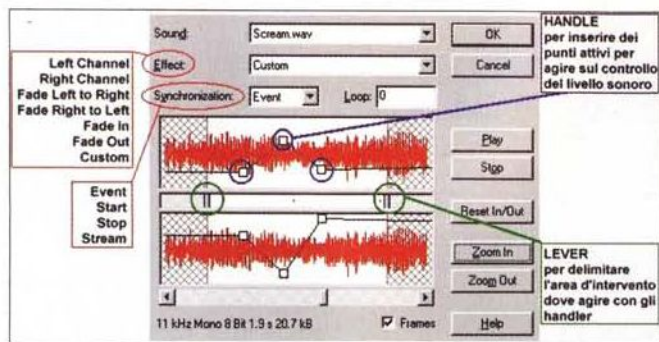 Left Channel
Right Channel
Fade Left to Right
Fade Right to Left
Fade In
Fade Out
Custom
Event
Start
Stop
Stream
Sound: Scream.wav
Effect: Custom
Synchronization: Event Loop: 0
11 kHz Mono 8 Bit 1.9 s 20.7 kB
Frames
OK
Cancel
Play
Stop
Reset In/Out
Zoom In
Zoom Out
Help
HANDLE
per inserire dei
punti attivi per
agire sul controllo
del livello sonoro
LEVER
per delimitare
l'area d'intervento
dove agire con gli
handler